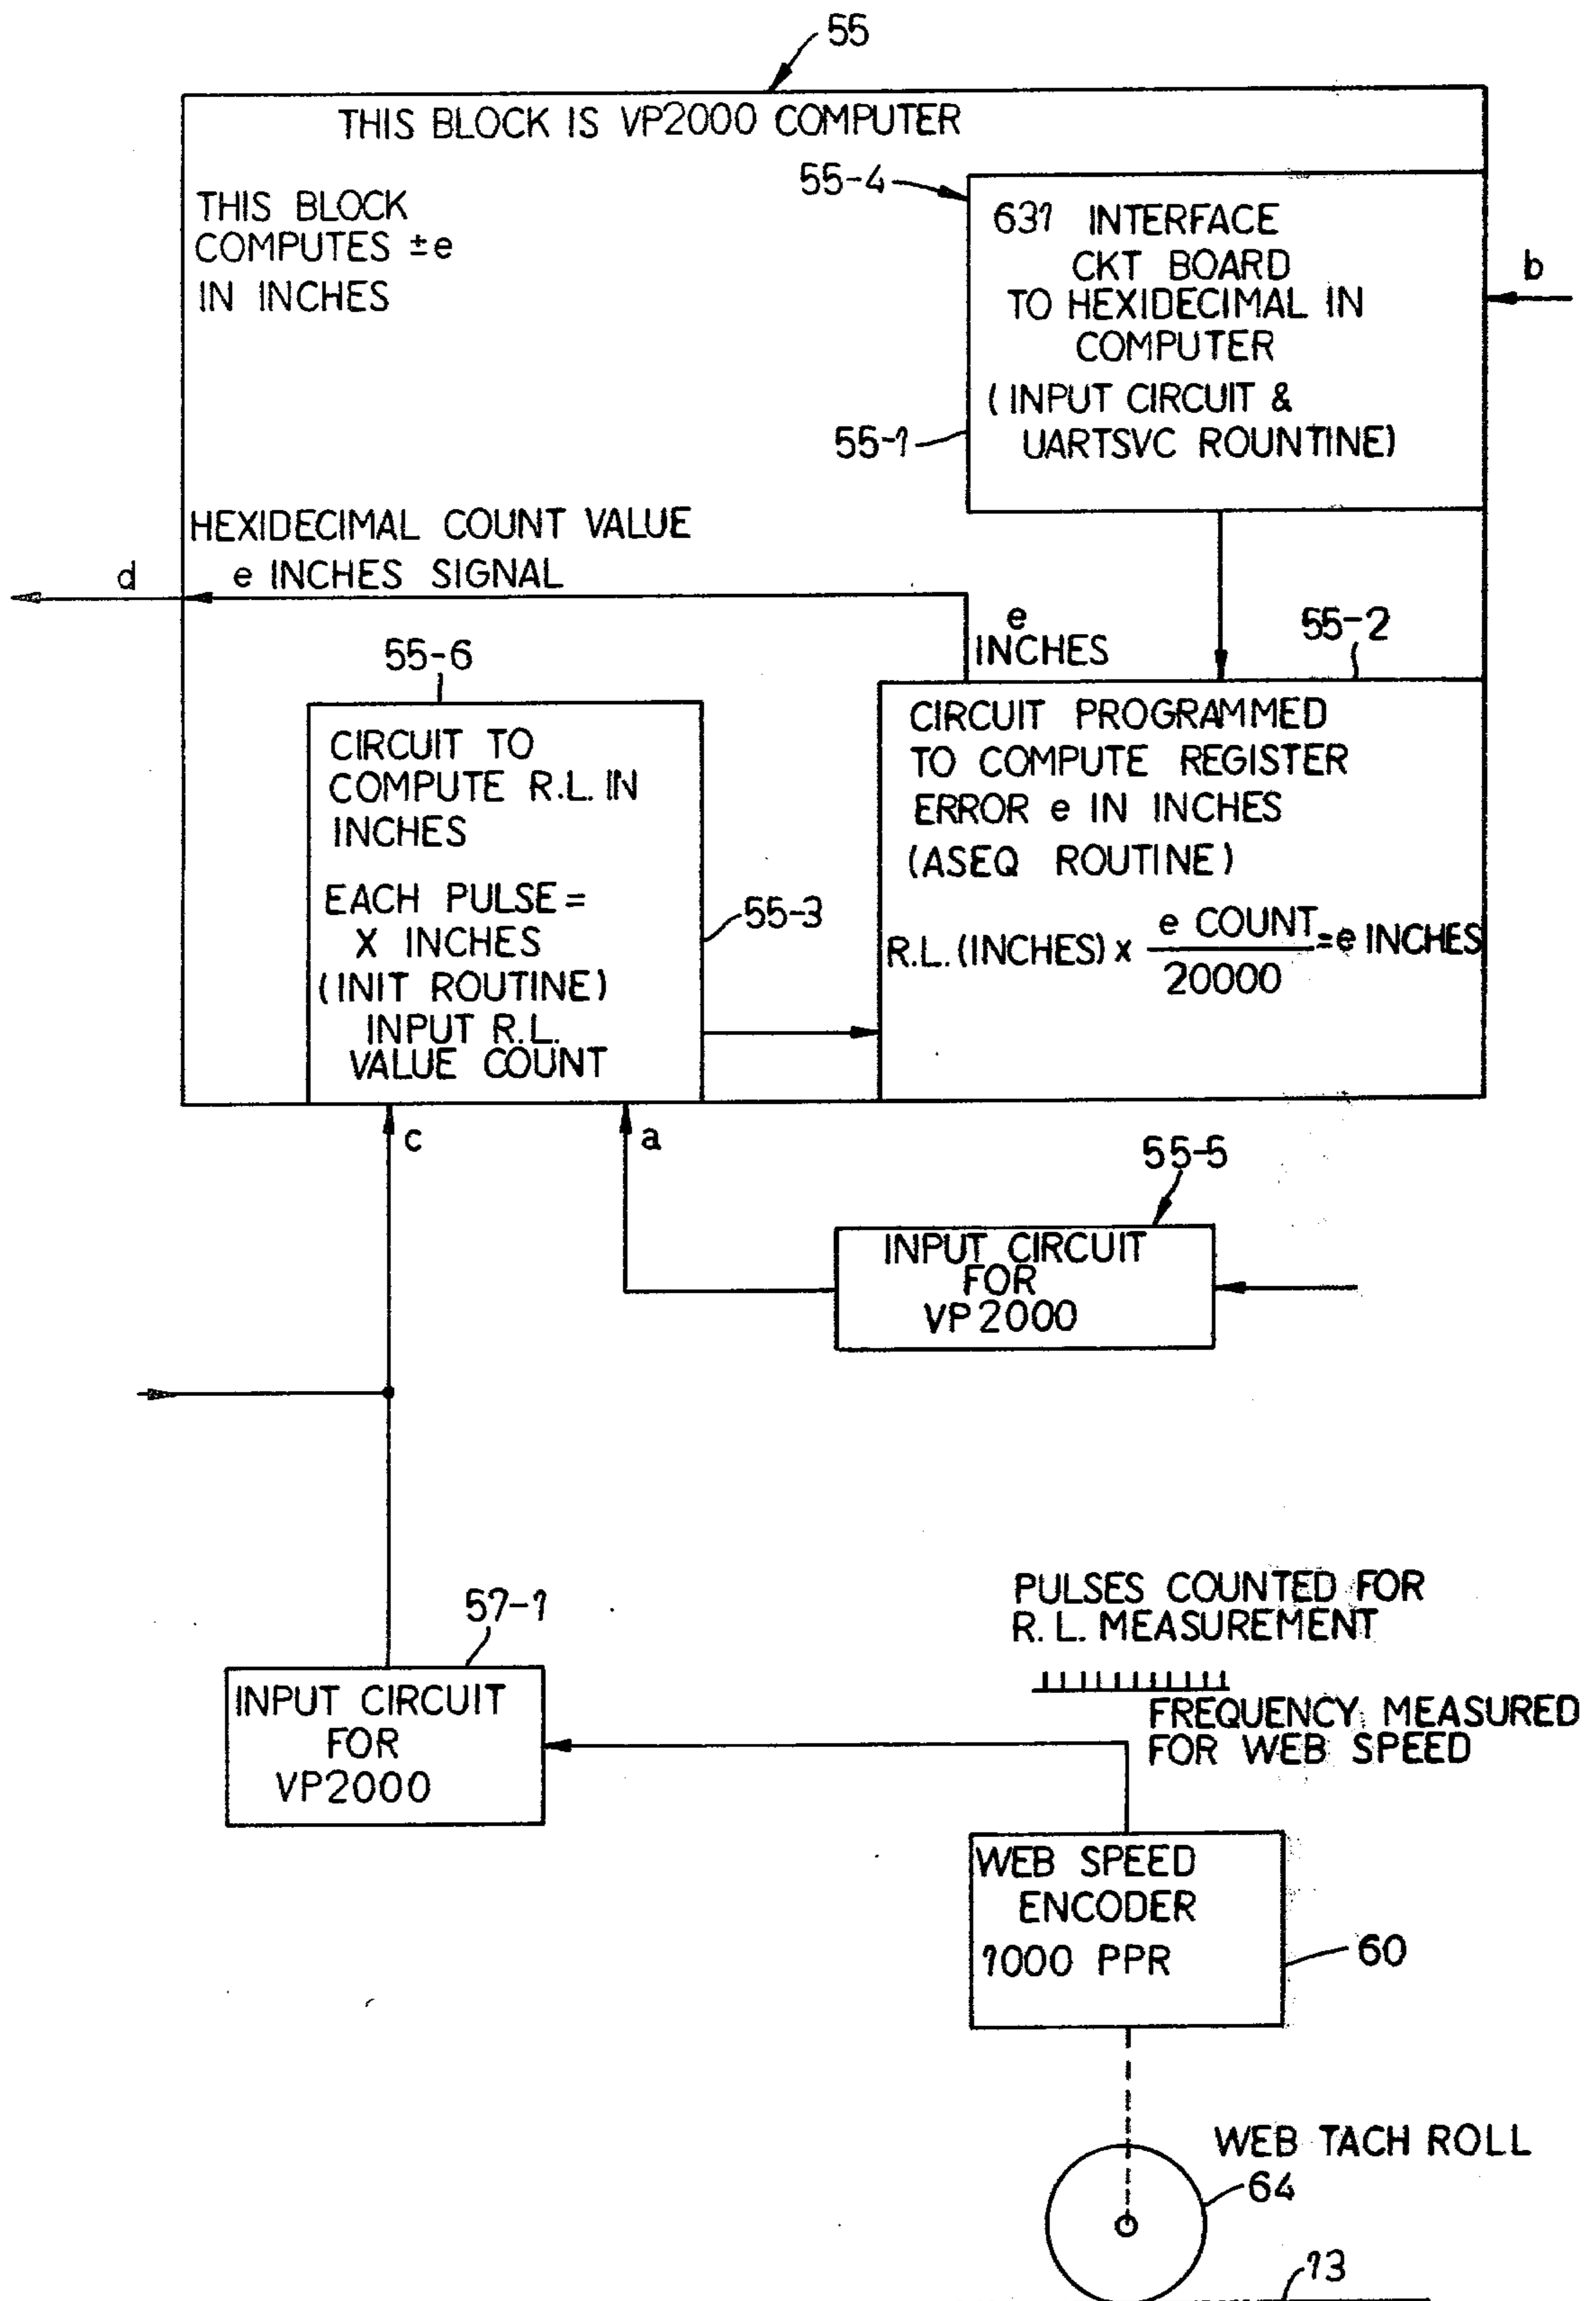 55
THIS BLOCK IS VP2000 COMPUTER
THIS BLOCK
COMPUTES ±e
IN INCHES
55-4
631 INTERFACE
CKT BOARD
TO HEXIDECIMAL IN
COMPUTER
(INPUT CIRCUIT &
UARTSVC ROUNTINE)
55-1
b
HEXIDECIMAL COUNT VALUE
e INCHES SIGNAL
d
e
INCHES
55-2
55-6
CIRCUIT TO
COMPUTE R.L. IN
INCHES
EACH PULSE =
X INCHES
(INIT ROUTINE)
INPUT R.L.
VALUE COUNT
55-3
CIRCUIT PROGRAMMED
TO COMPUTE REGISTER
ERROR e IN INCHES
(ASEQ ROUTINE)
R.L. (INCHES) x e COUNT/20000 = e INCHES
c
a
55-5
INPUT CIRCUIT
FOR
VP2000
57-1
INPUT CIRCUIT
FOR
VP2000
PULSES COUNTED FOR
R.L. MEASUREMENT
FREQUENCY MEASURED
FOR WEB SPEED
WEB SPEED
ENCODER
1000 PPR
60
WEB TACH ROLL
64
13